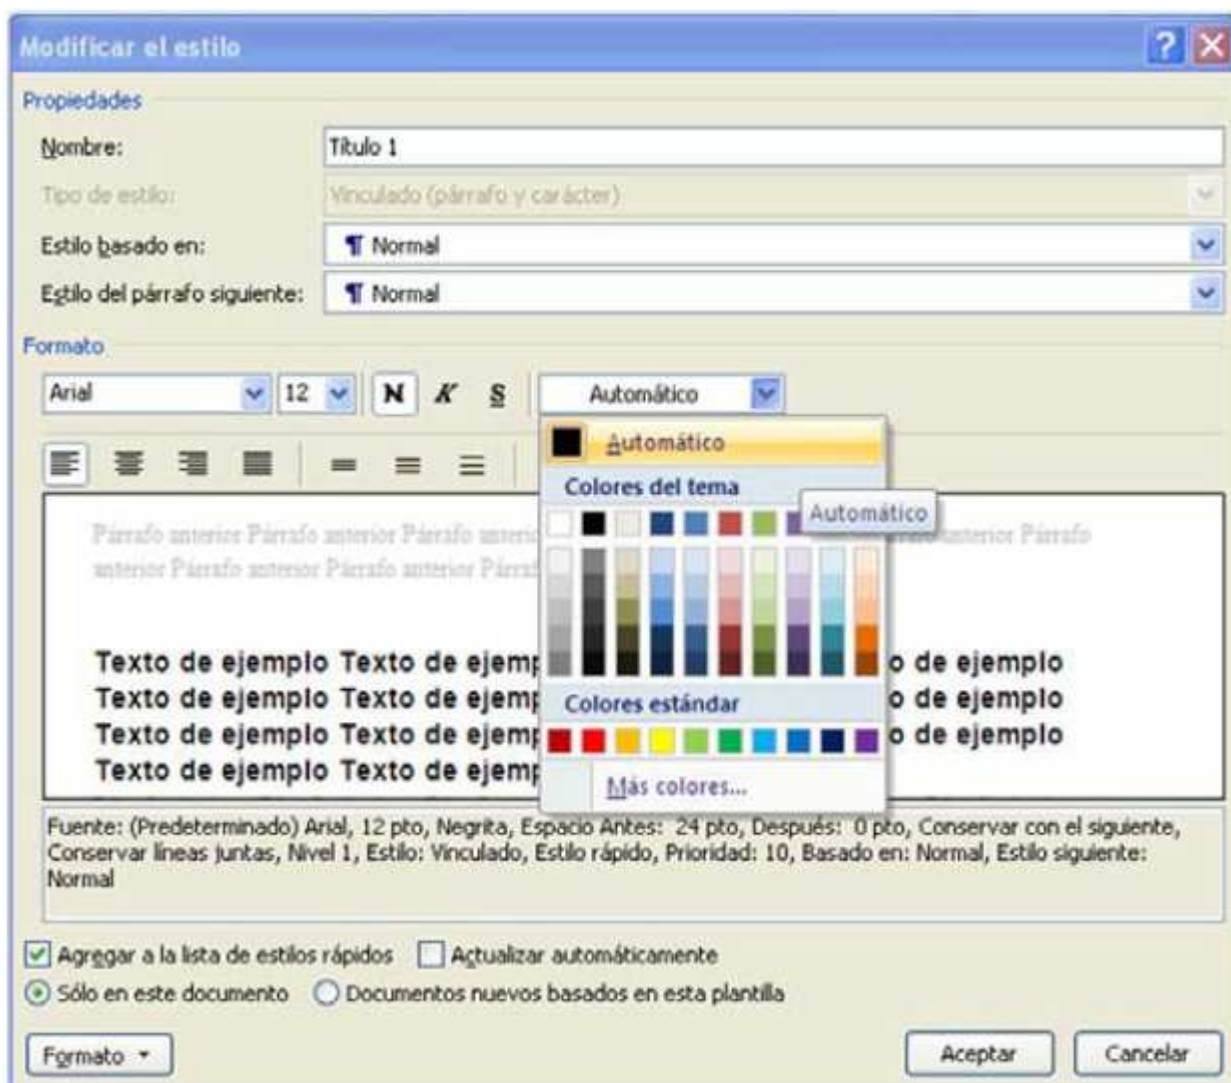 Modificar el estilo
Propiedades
Nombre: Título 1
Tipo de estilo: Vinculado (párrafo y carácter)
Estilo basado en: ¶ Normal
Estilo del párrafo siguiente: ¶ Normal
Formato
Arial 12 N K S Automático
Automático
Colores del tema
Automático
Párrafo anterior Párrafo anterior Párrafo anterior Párrafo
anterior Párrafo anterior Párrafo anterior
Texto de ejemplo Texto de ejemp o de ejemplo
Texto de ejemplo Texto de ejemp o de ejemplo
Texto de ejemplo Texto de ejemp o de ejemplo
Texto de ejemplo Texto de ejemp
Colores estándar
Más colores...
Fuente: (Predeterminado) Arial, 12 pto, Negrita, Espacio Antes: 24 pto, Después: 0 pto, Conservar con el siguiente,
Conservar líneas juntas, Nivel 1, Estilo: Vinculado, Estilo rápido, Prioridad: 10, Basado en: Normal, Estilo siguiente:
Normal
Agregar a la lista de estilos rápidos Actualizar automáticamente
Sólo en este documento Documentos nuevos basados en esta plantilla
Formato Aceptar Cancelar